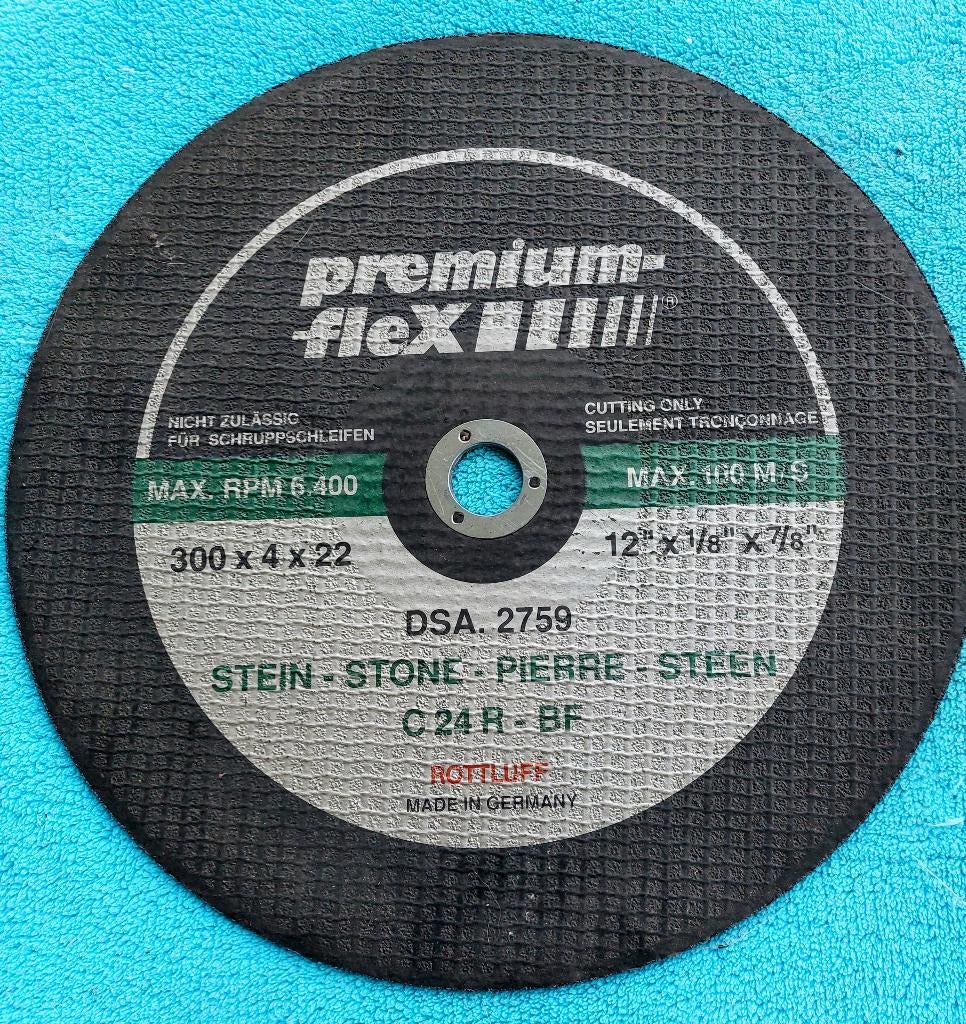 premium-
flex ®
NICHT ZULÄSSIG
FÜR SCHRUPPSCHLEIFEN
CUTTING ONLY
SEULEMENT TRONÇONNAGE
MAX. RPM 6.400
MAX. 100 M/S
300 x 4 x 22
12" x 1/8" x 7/8"
DSA. 2759
STEIN - STONE - PIERRE - STEEN
C 24 R - BF
ROTTLUFF
MADE IN GERMANY